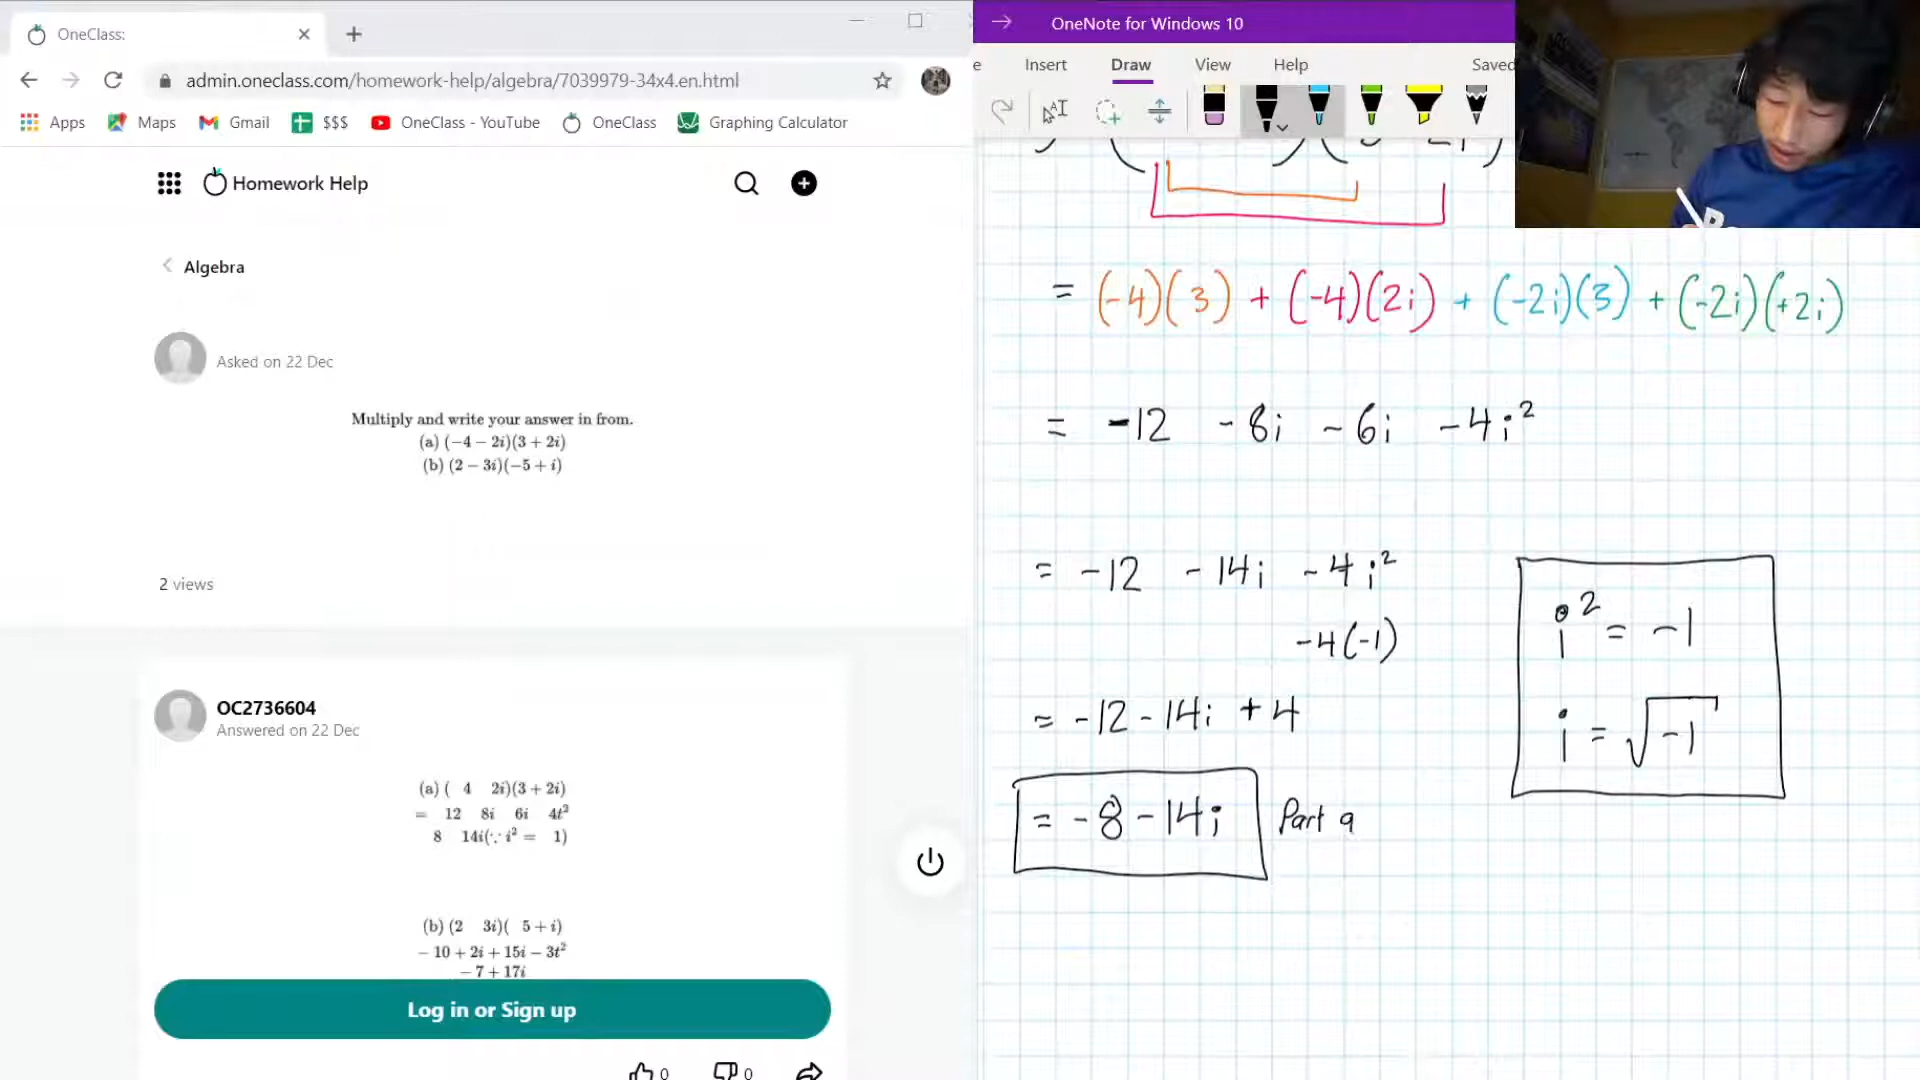 OneClass:
admin.oneclass.com/homework-help/algebra/7039979-34x4.en.html
Apps Maps Gmail $$$ OneClass - YouTube OneClass Graphing Calculator
Homework Help
Algebra
Asked on 22 Dec
Multiply and write your answer in from.
(a) (−4 − 2i)(3 + 2i)
(b) (2 − 3i)(−5 + i)
2 views
OC2736604
Answered on 22 Dec
(a) ( 4 2i)(3 + 2i)
= 12 8i 6i 4t²
8 14i(∵ i² = 1)
(b) (2 3i)( 5 + i)
− 10 + 2i + 15i − 3t²
− 7 + 17i
Log in or Sign up
0 0
OneNote for Windows 10
Insert Draw View Help Saved
= (-4)(3) + (-4)(2i) + (-2i)(3) + (-2i)(+2i)
= -12 - 8i - 6i - 4i²
= -12 - 14i - 4i²
-4(-1)
= -12 - 14i + 4
= -8 - 14i Part a
i² = -1
i = √-1